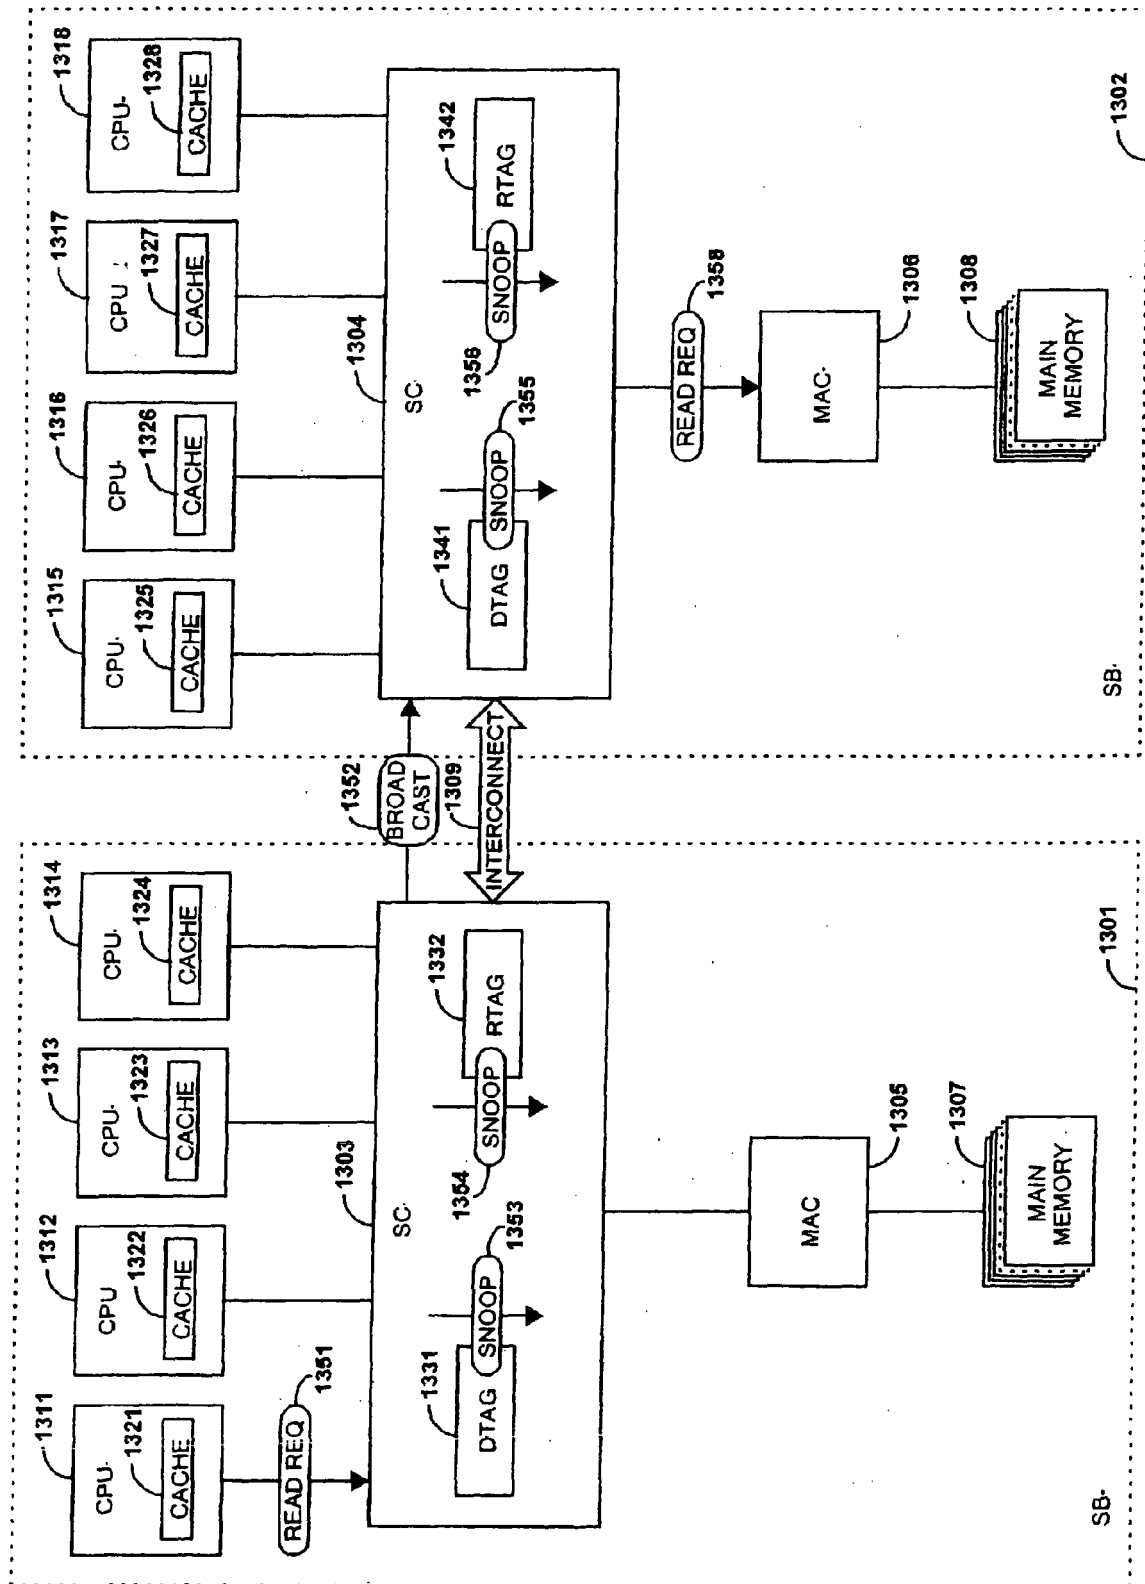 1311
CPU
1321
CACHE
1312
CPU
1322
CACHE
1313
CPU
1323
CACHE
1314
CPU
1324
CACHE
1315
CPU
1325
CACHE
1316
CPU
1326
CACHE
1317
CPU
1327
CACHE
1318
CPU
1328
CACHE
READ REQ
1351
1352
BROAD
CAST
1303
SC
1331
DTAG
SNOOP
1353
1354
SNOOP
RTAG
1332
1309
INTERCONNECT
1304
SC
1341
DTAG
SNOOP
1355
1356
SNOOP
RTAG
1342
READ REQ
1358
MAC
1305
MAC
1306
1307
MAIN
MEMORY
1308
MAIN
MEMORY
SB
1301
SB
1302